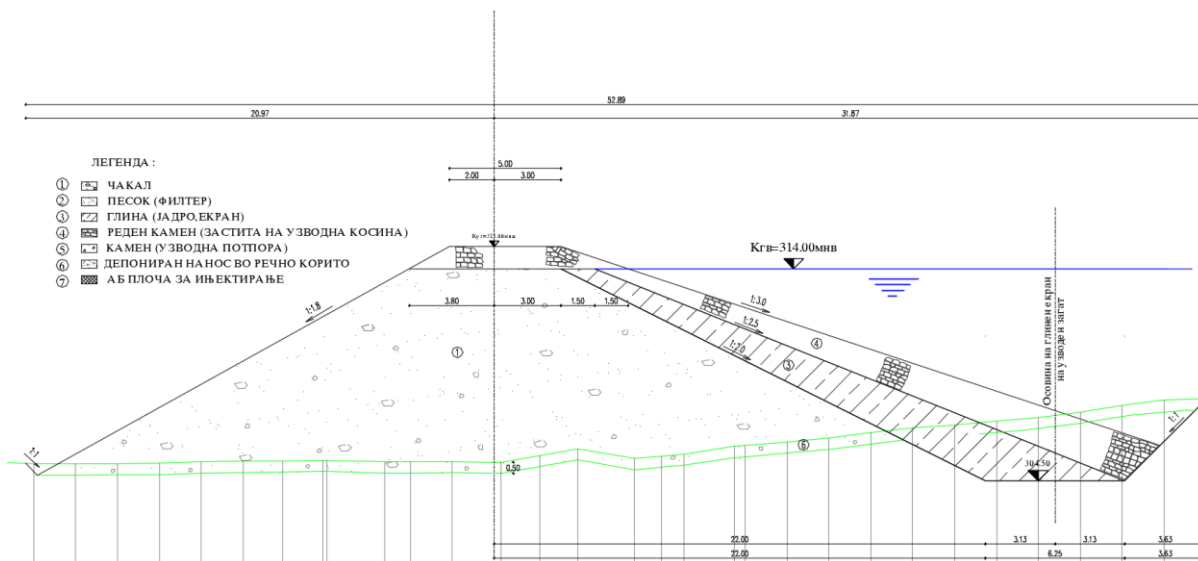 52.89
20.97
31.87
ЛЕГЕНДА :
5.00
2.00
3.00
① ЧАКАЛ
② ПЕСОК (ФИЛТЕР)
③ ГЛИНА (ЈАДРО,ЕКРАН)
④ РЕДЕН КАМЕН (ЗАСТИТА НА УЗВОДНА КОСИНА)
⑤ КАМЕН (УЗВОДНА ПОТПОРА)
⑥ ДЕПОНИРАН НАНОС ВО РЕЧНО КОРИТО
⑦ АБ ПЛОЧА ЗА ИЊЕКТИРАЊЕ
Кгв=314.00мнв
1:1.8
3.80
3.00
1.50
1.50
1:3.0
1:2.5
1:2.0
①
③
④
⑥
Осовина на глинен екран
на узводен загат
1:1
1:1
0.50
304.50
22.00
3.13
3.13
3.63
22.00
6.25
3.63